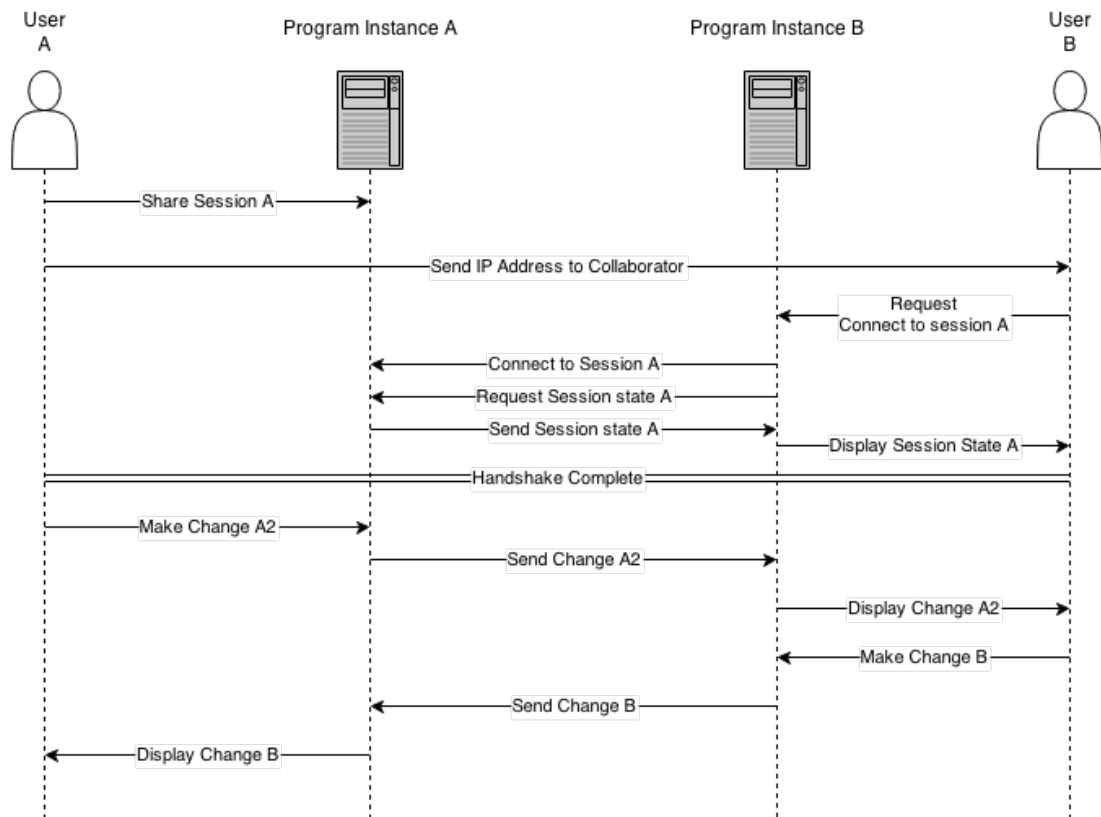 User
A
Program Instance A
Program Instance B
User
B
Share Session A
Send IP Address to Collaborator
Request
Connect to session A
Connect to Session A
Request Session state A
Send Session state A
Display Session State A
Handshake Complete
Make Change A2
Send Change A2
Display Change A2
Make Change B
Send Change B
Display Change B